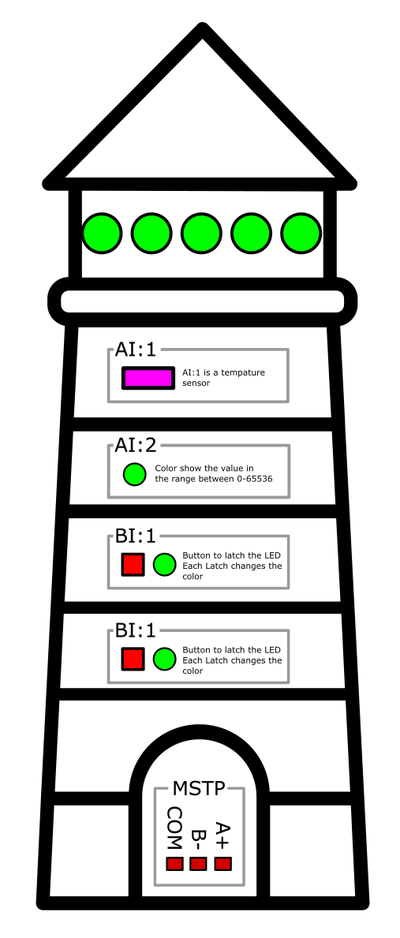 AI:1
AI:1 is a tempature
sensor
AI:2
Color show the value in
the range between 0-65536
BI:1
Button to latch the LED
Each Latch changes the
color
BI:1
Button to latch the LED
Each Latch changes the
color
MSTP
COM
B-
A+